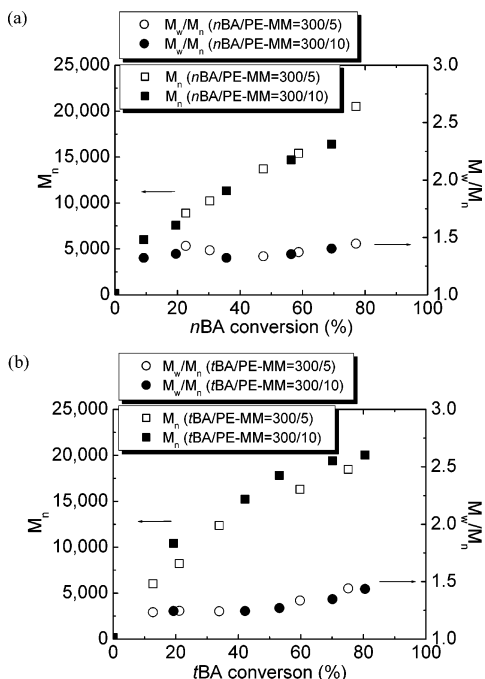 (a)
Mw/Mn (nBA/PE-MM=300/5)
Mw/Mn (nBA/PE-MM=300/10)
Mn (nBA/PE-MM=300/5)
Mn (nBA/PE-MM=300/10)
25,000
20,000
15,000
10,000
5,000
0
Mn
3.0
2.5
2.0
1.5
1.0
Mw/Mn
0 20 40 60 80 100
nBA conversion (%)
(b)
Mw/Mn (tBA/PE-MM=300/5)
Mw/Mn (tBA/PE-MM=300/10)
Mn (tBA/PE-MM=300/5)
Mn (tBA/PE-MM=300/10)
25,000
20,000
15,000
10,000
5,000
0
Mn
3.0
2.5
2.0
1.5
1.0
Mw/Mn
0 20 40 60 80 100
tBA converson (%)